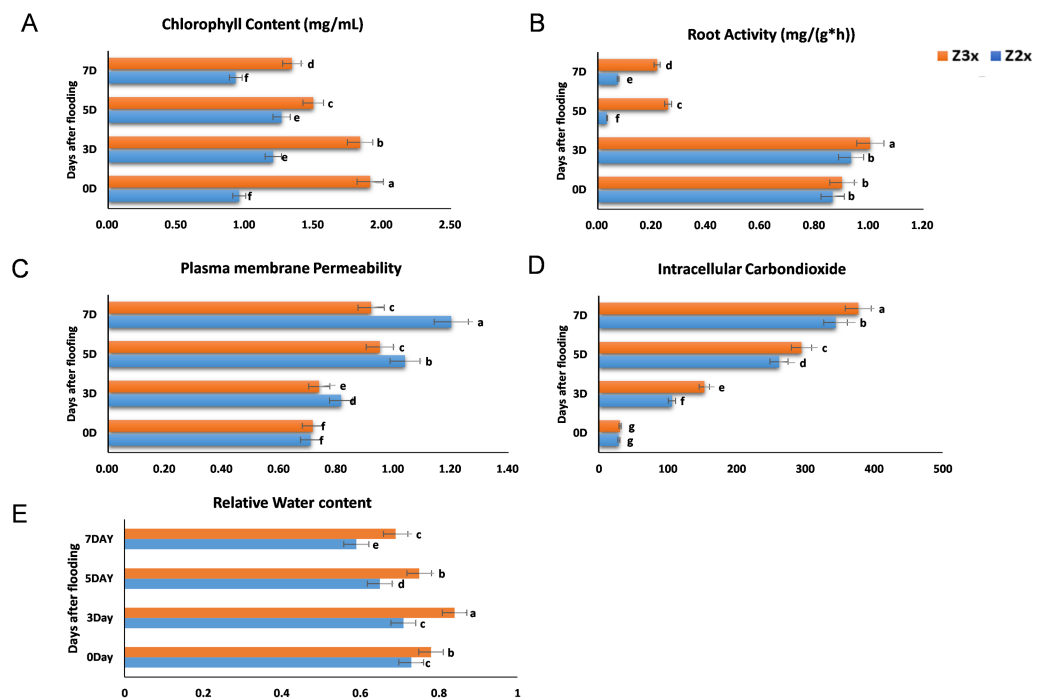 A
Chlorophyll Content (mg/mL)
Days after flooding
7D
d
f
5D
c
e
3D
b
e
0D
a
f
0.00 0.50 1.00 1.50 2.00 2.50
B
Root Activity (mg/(g*h))
Z3x Z2x
Days after flooding
7D
d
e
5D
c
f
3D
a
b
0D
b
b
0.00 0.20 0.40 0.60 0.80 1.00 1.20
C
Plasma membrane Permeability
Days after floofing
7D
c
a
5D
c
b
3D
e
d
0D
f
f
0.00 0.20 0.40 0.60 0.80 1.00 1.20 1.40
D
Intracellular Carbondioxide
Days after flooding
7D
a
b
5D
c
d
3D
e
f
0D
g
g
0 100 200 300 400 500
E
Relative Water content
Days after flooding
7DAY
c
e
5DAY
b
d
3Day
a
c
0Day
b
c
0 0.2 0.4 0.6 0.8 1